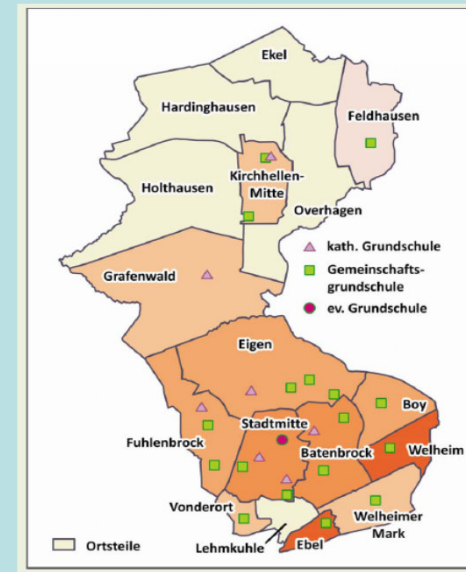 Ekel
Hardinghausen
Feldhausen
Kirchhellen-
Mitte
Holthausen
Overhagen
kath. Grundschule
Gemeinschafts-
grundschule
ev. Grundschule
Grafenwald
Eigen
Boy
Stadtmitte
Fuhlenbrock
Batenbrock
Welheim
Vonderort
Welheimer
Mark
Ortsteile
Lehmkuhle
Ebel